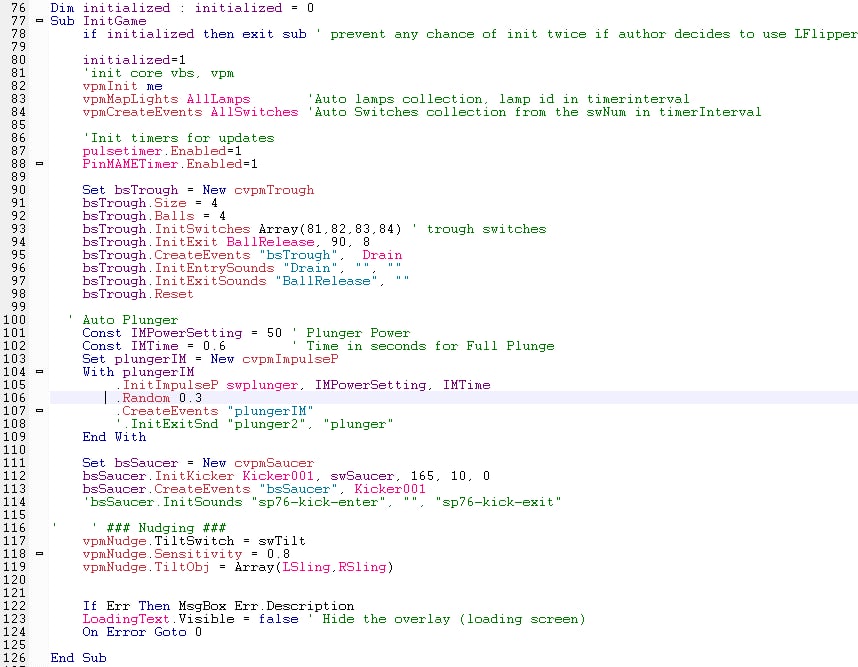 76 Dim initialized : initialized = 0
77 Sub InitGame
78 if initialized then exit sub ' prevent any chance of init twice if author decides to use LFlipper
79
80 initialized=1
81 'init core vbs, vpm
82 vpmInit me
83 vpmMapLights AllLamps 'Auto lamps collection, lamp id in timerinterval
84 vpmCreateEvents AllSwitches 'Auto Switches collection from the swNum in timerInterval
85
86 'Init timers for updates
87 pulsetimer.Enabled=1
88 PinMAMETimer.Enabled=1
89
90 Set bsTrough = New cvpmTrough
91 bsTrough.Size = 4
92 bsTrough.Balls = 4
93 bsTrough.InitSwitches Array(81,82,83,84) ' trough switches
94 bsTrough.InitExit BallRelease, 90, 8
95 bsTrough.CreateEvents "bsTrough", Drain
96 bsTrough.InitEntrySounds "Drain", "", ""
97 bsTrough.InitExitSounds "BallRelease", ""
98 bsTrough.Reset
99
100 ' Auto Plunger
101 Const IMPowerSetting = 50 ' Plunger Power
102 Const IMTime = 0.6 ' Time in seconds for Full Plunge
103 Set plungerIM = New cvpmImpulseP
104 With plungerIM
105 .InitImpulseP swplunger, IMPowerSetting, IMTime
106 .Random 0.3
107 .CreateEvents "plungerIM"
108 '.InitExitSnd "plunger2", "plunger"
109 End With
110
111 Set bsSaucer = New cvpmSaucer
112 bsSaucer.InitKicker Kicker001, swSaucer, 165, 10, 0
113 bsSaucer.CreateEvents "bsSaucer", Kicker001
114 'bsSaucer.InitSounds "sp76-kick-enter", "", "sp76-kick-exit"
115
116 ' ' ### Nudging ###
117 vpmNudge.TiltSwitch = swTilt
118 vpmNudge.Sensitivity = 0.8
119 vpmNudge.TiltObj = Array(LSling,RSling)
120
121
122 If Err Then MsgBox Err.Description
123 LoadingText.Visible = false ' Hide the overlay (loading screen)
124 On Error Goto 0
125
126 End Sub